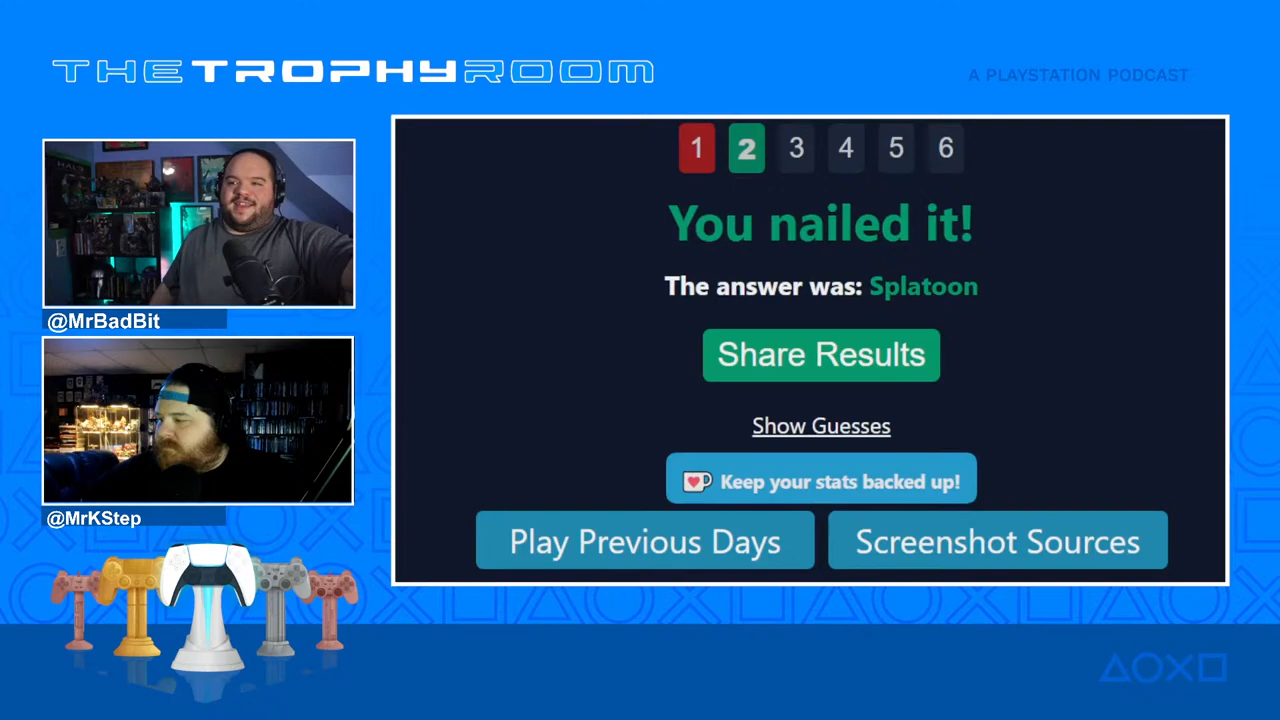 THETROPHYROOM
A PLAYSTATION PODCAST
HALO
@MrBadBit
@MrKStep
1 2 3 4 5 6
You nailed it!
The answer was: Splatoon
Share Results
Show Guesses
Keep your stats backed up!
Play Previous Days
Screenshot Sources